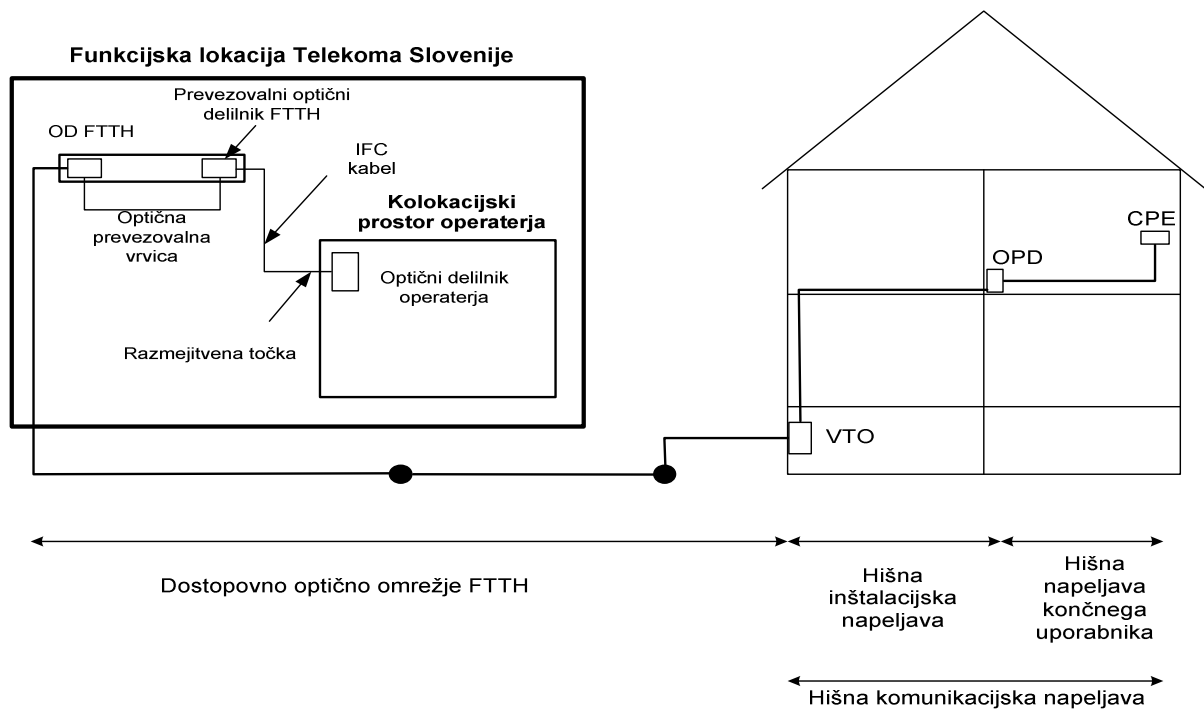 Funkcijska lokacija Telekoma Slovenije
Prevezovalni optični
delilnik FTTH
OD FTTH
IFC
kabel
Optična
prevezovalna
vrvica
Kolokacijski
prostor operaterja
Optični delilnik
operaterja
Razmejitvena točka
CPE
OPD
VTO
Dostopovno optično omrežje FTTH
Hišna
inštalacijska
napeljava
Hišna
napeljava
končnega
uporabnika
Hišna komunikacijska napeljava